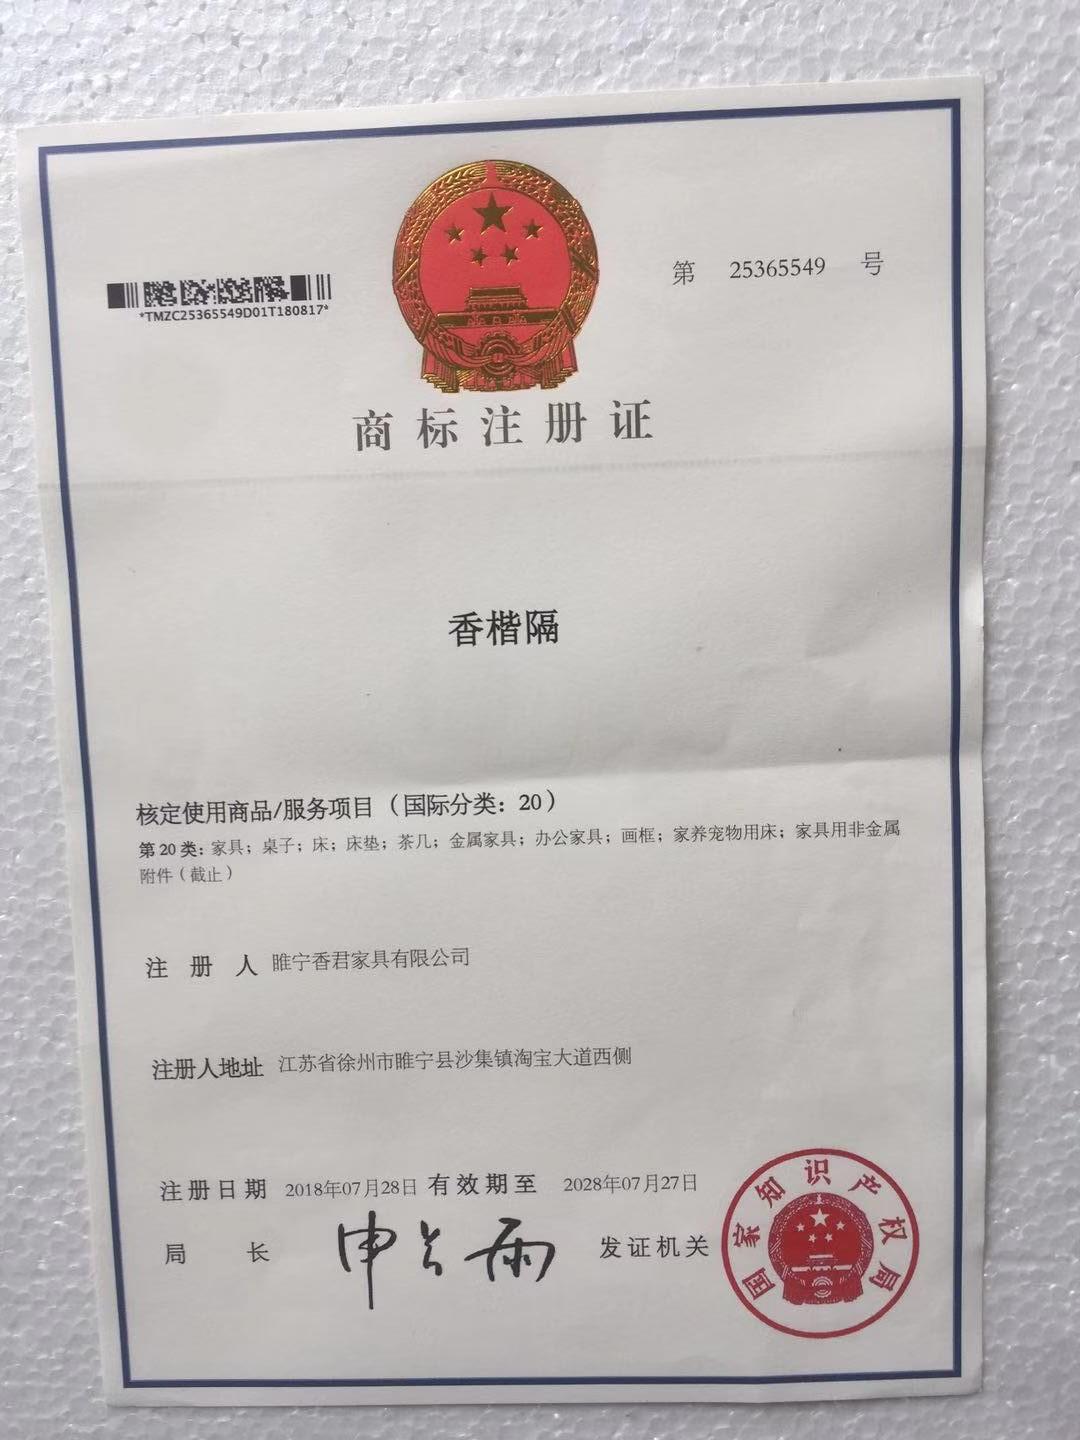 第 25365549 号
*TMZC25365549D01T180817*
商标注册证
香楷隔
核定使用商品/服务项目（国际分类：20）
第20类：家具；桌子；床；床垫；茶几；金属家具；办公家具；画框；家养宠物用床；家具用非金属
附件（截止）
注册人 睢宁香君家具有限公司
注册人地址 江苏省徐州市睢宁县沙集镇淘宝大道西侧
注册日期 2018年07月28日 有效期至 2028年07月27日
局长 申长雨 发证机关
国家知识产权局